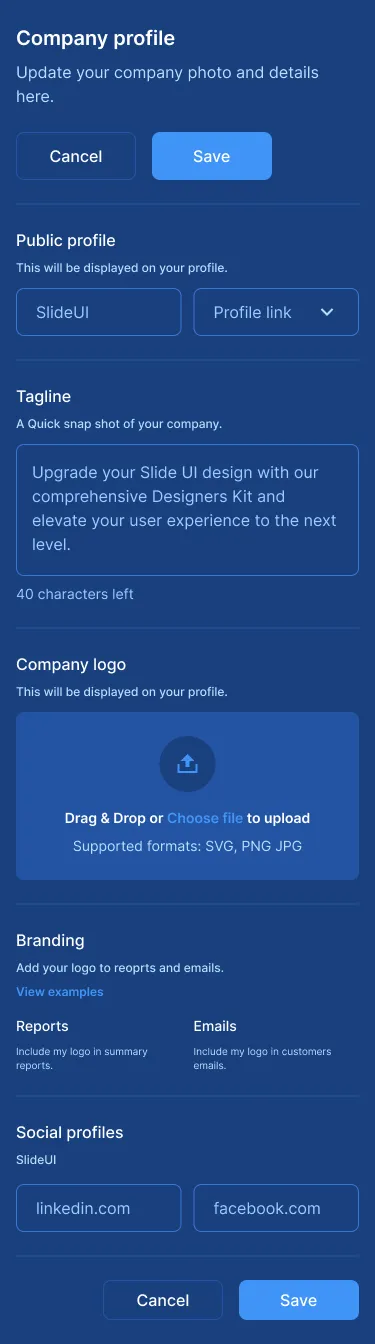 Company profile
Update your company photo and details
here.
Cancel
Save
Public profile
This will be displayed on your profile.
SlideUI
Profile link
Tagline
A Quick snap shot of your company.
Upgrade your Slide UI design with our
comprehensive Designers Kit and
elevate your user experience to the next
level.
40 characters left
Company logo
This will be displayed on your profile.
Drag & Drop or Choose file to upload
Supported formats: SVG, PNG JPG
Branding
Add your logo to reoprts and emails.
View examples
Reports
Include my logo in summary
reports.
Emails
Include my logo in customers
emails.
Social profiles
SlideUI
linkedin.com
facebook.com
Cancel
Save